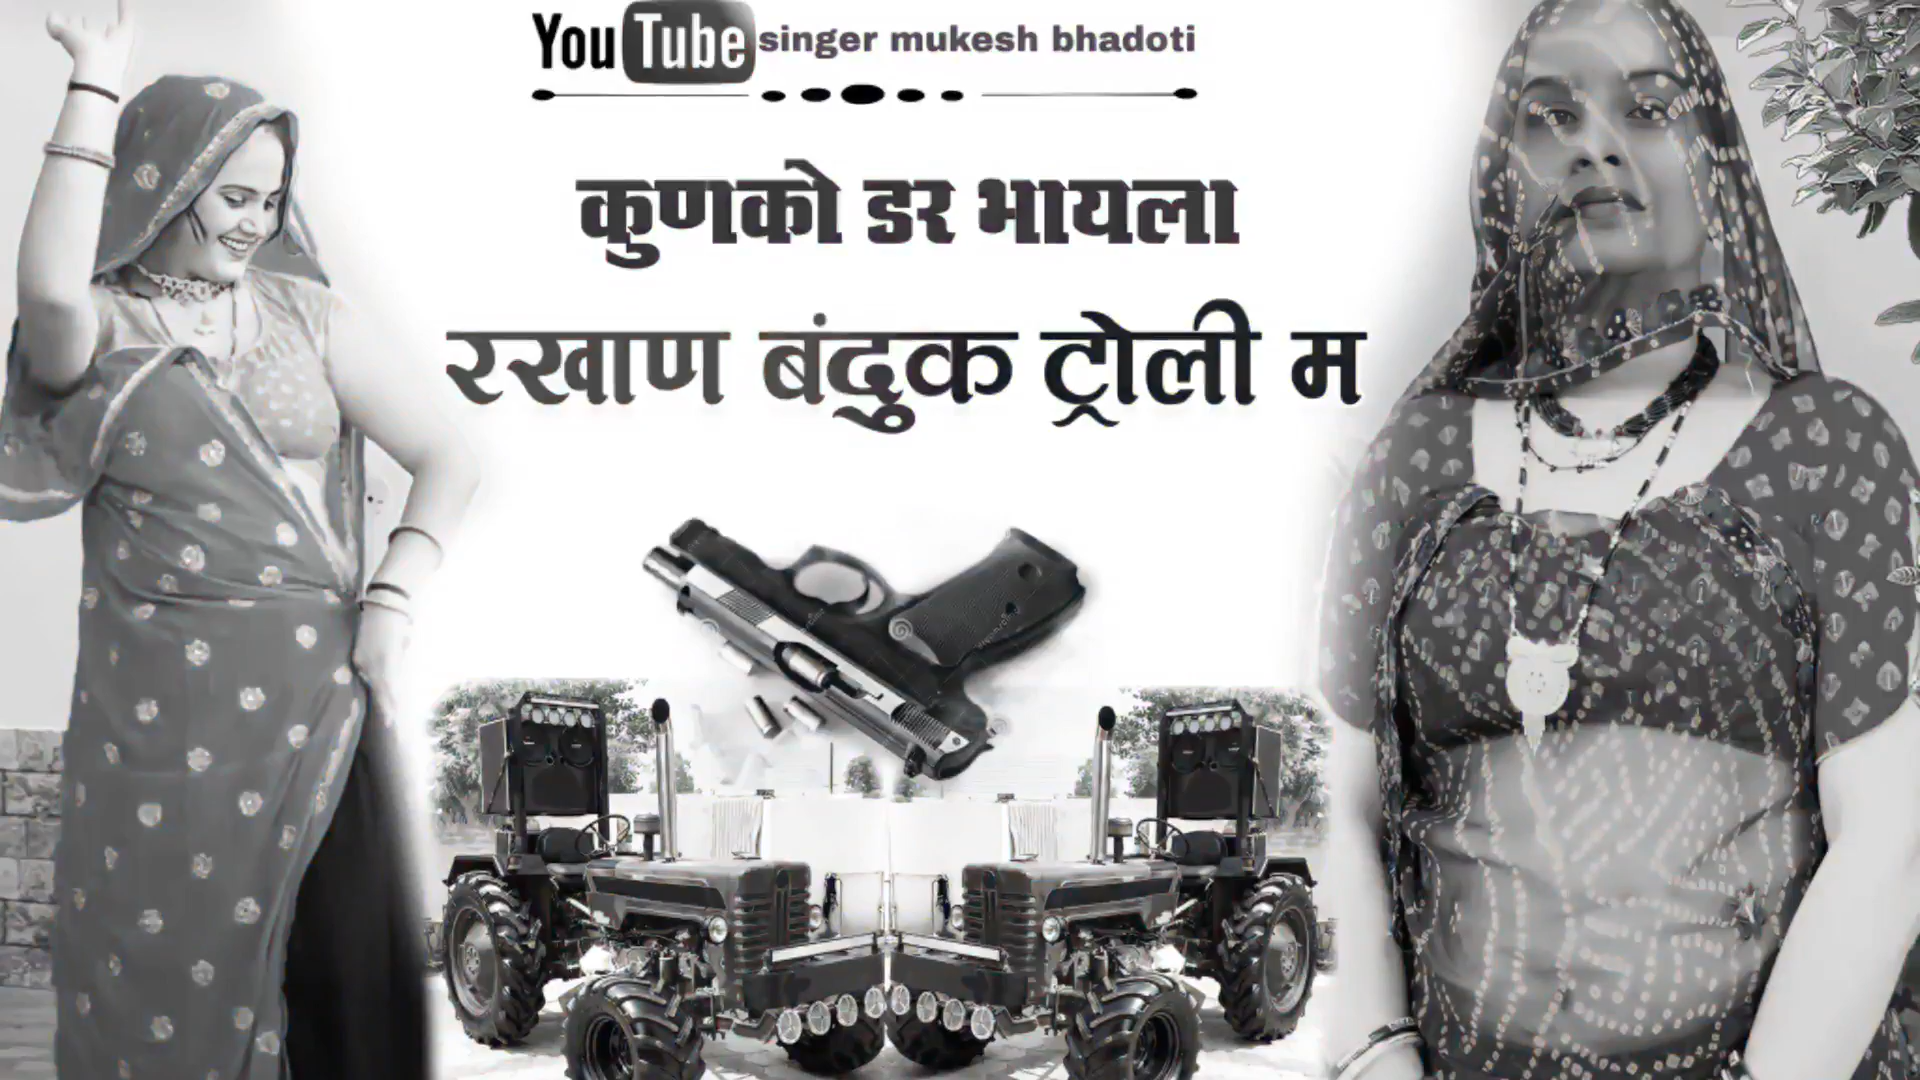 YouTube singer mukesh bhadoti
कुणको डर भायला
रखाण बंदुक ट्रोली म